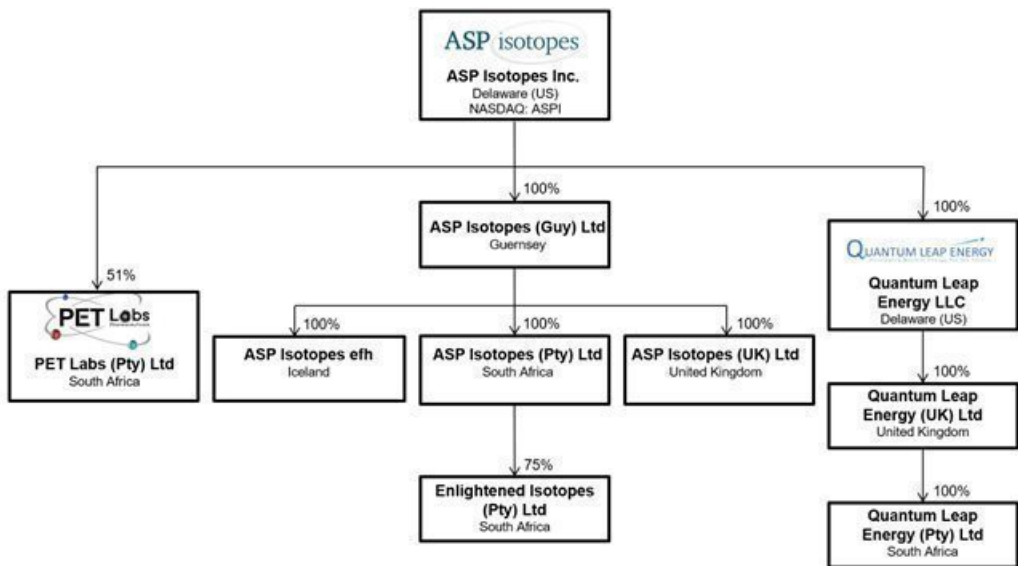 ASP isotopes
ASP Isotopes Inc.
Delaware (US)
NASDAQ: ASPI
100%
ASP Isotopes (Guy) Ltd
Guernsey
100%
QUANTUM LEAP ENERGY
Quantum Leap
Energy LLC
Delaware (US)
51%
PET Labs
PET Labs (Pty) Ltd
South Africa
100%
ASP Isotopes efh
Iceland
100%
ASP Isotopes (Pty) Ltd
South Africa
100%
ASP Isotopes (UK) Ltd
United Kingdom
100%
Quantum Leap
Energy (UK) Ltd
United Kingdom
75%
Enlightened Isotopes
(Pty) Ltd
South Africa
100%
Quantum Leap
Energy (Pty) Ltd
South Africa